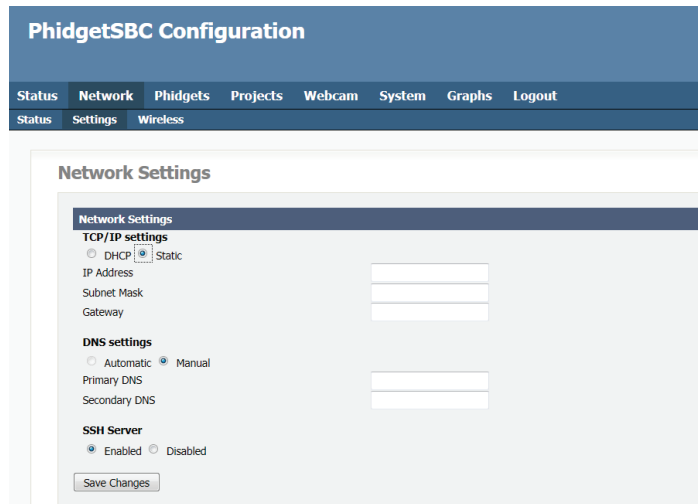 PhidgetSBC Configuration
Status Network Phidgets Projects Webcam System Graphs Logout
Status Settings Wireless
Network Settings
Network Settings
TCP/IP settings
DHCP Static
IP Address
Subnet Mask
Gateway
DNS settings
Automatic Manual
Primary DNS
Secondary DNS
SSH Server
Enabled Disabled
Save Changes